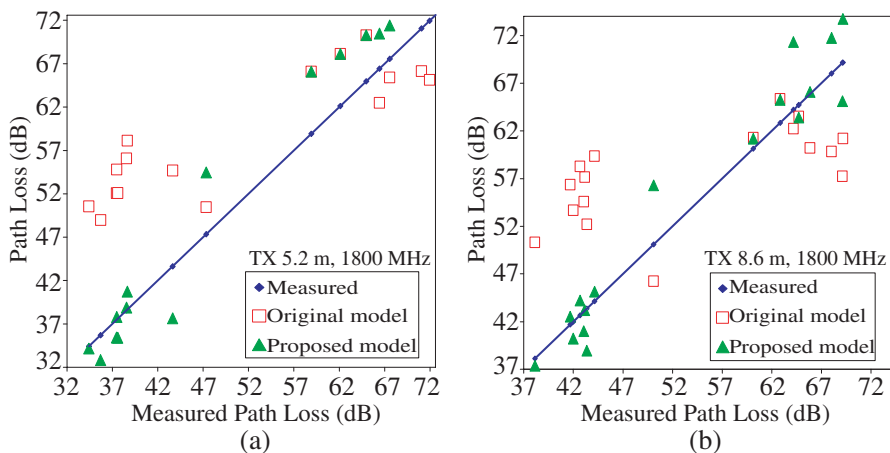 72
67
62
57
52
47
42
37
32
Path Loss (dB)
TX 5.2 m, 1800 MHz
Measured
Original model
Proposed model
32 37 42 47 52 57 62 67 72
Measured Path Loss (dB)
(a)
72
67
62
57
52
47
42
37
Path Loss (dB)
TX 8.6 m, 1800 MHz
Measured
Original model
Proposed model
37 42 47 52 57 62 67 72
Measured Path Loss (dB)
(b)